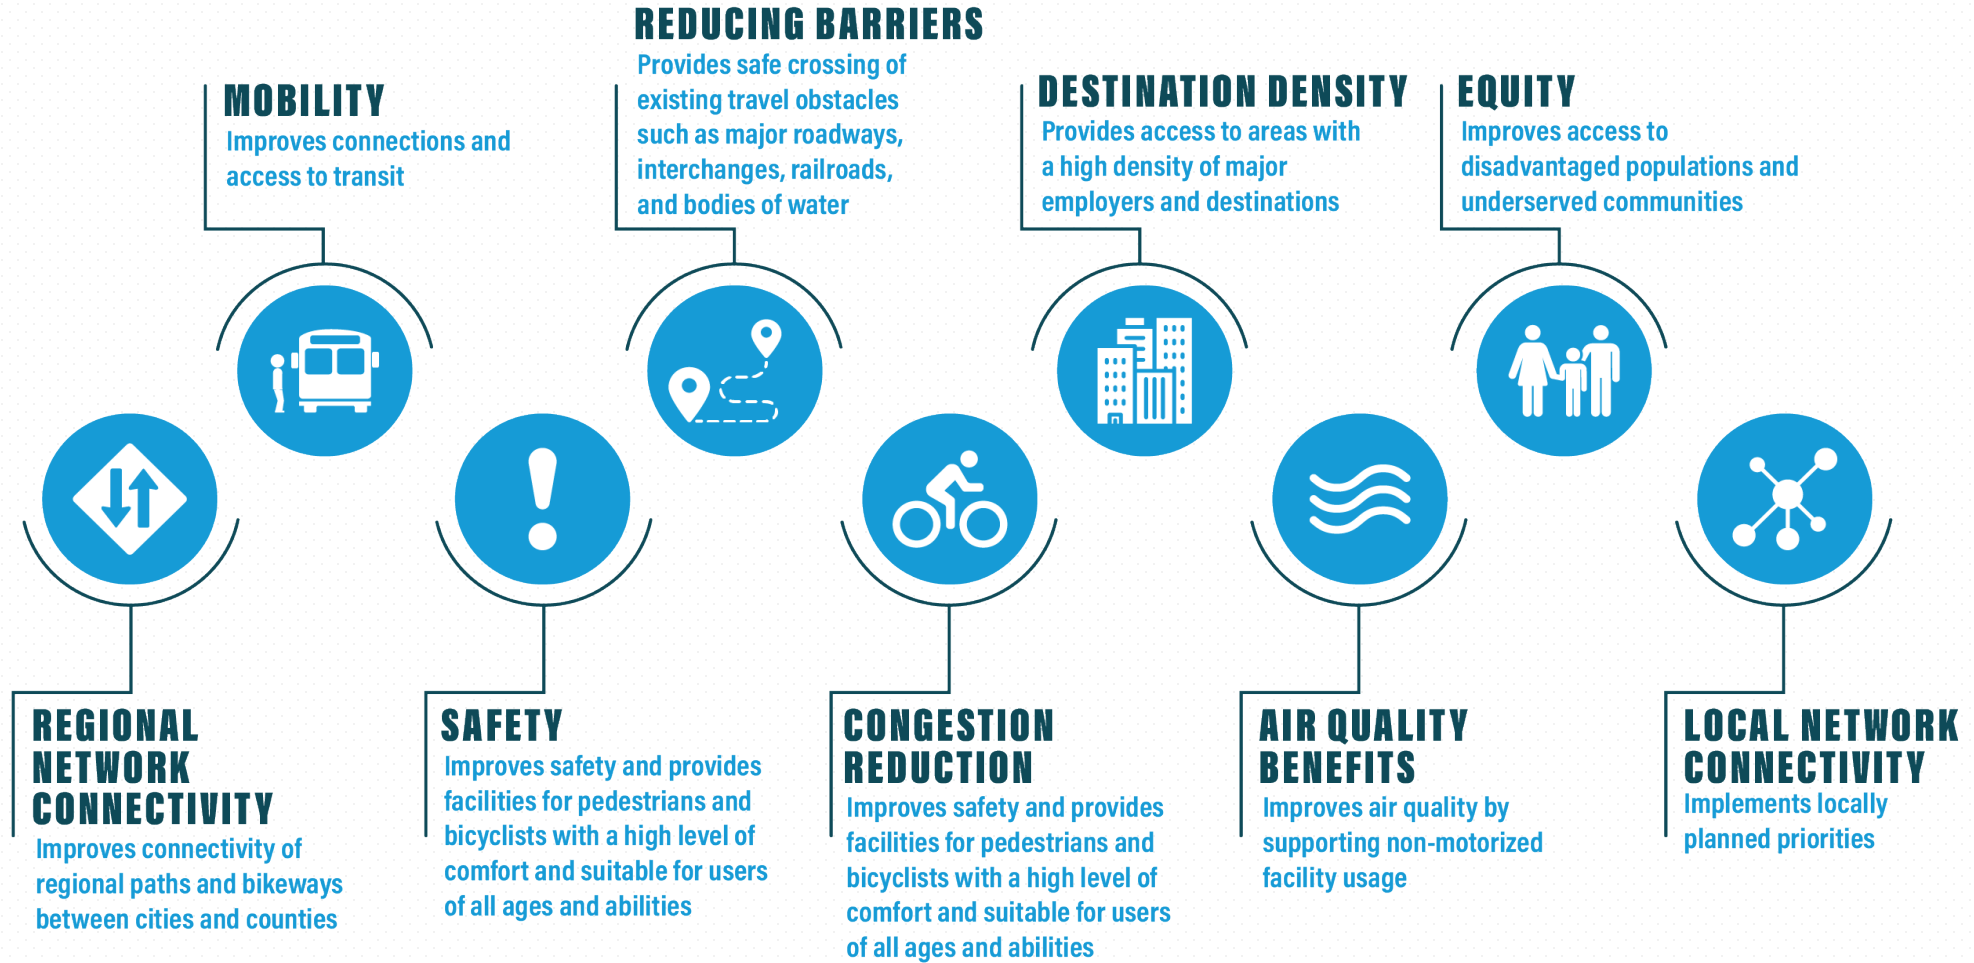 REDUCING BARRIERS
Provides safe crossing of
existing travel obstacles
such as major roadways,
interchanges, railroads,
and bodies of water
MOBILITY
Improves connections and
access to transit
DESTINATION DENSITY
Provides access to areas with
a high density of major
employers and destinations
EQUITY
Improves access to
disadvantaged populations and
underserved communities
REGIONAL
NETWORK
CONNECTIVITY
Improves connectivity of
regional paths and bikeways
between cities and counties
SAFETY
Improves safety and provides
facilities for pedestrians and
bicyclists with a high level of
comfort and suitable for users
of all ages and abilities
CONGESTION
REDUCTION
Improves safety and provides
facilities for pedestrians and
bicyclists with a high level of
comfort and suitable for users
of all ages and abilities
AIR QUALITY
BENEFITS
Improves air quality by
supporting non-motorized
facility usage
LOCAL NETWORK
CONNECTIVITY
Implements locally
planned priorities